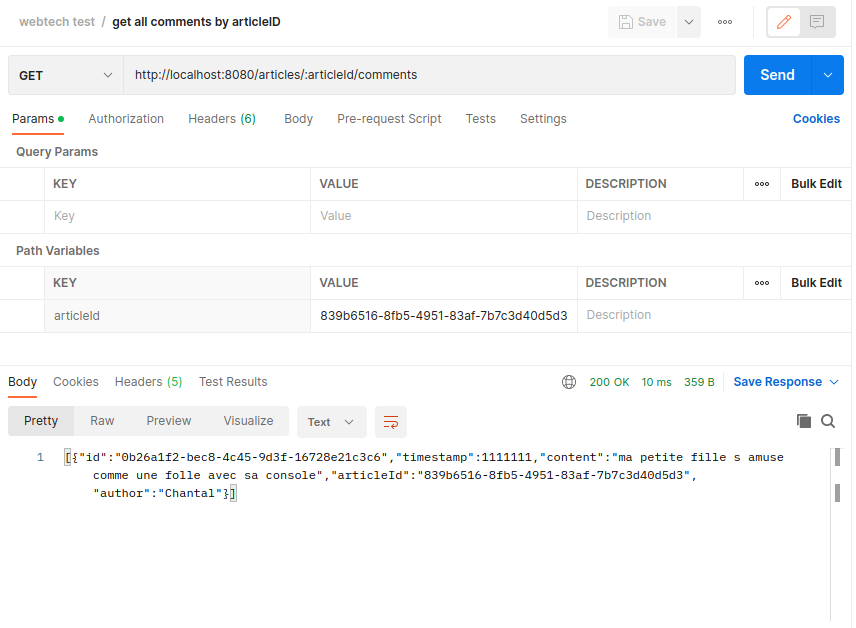 webtech test / get all comments by articleID
Save
GET http://localhost:8080/articles/:articleId/comments Send
Params Authorization Headers (6) Body Pre-request Script Tests Settings Cookies
Query Params
KEY VALUE DESCRIPTION Bulk Edit
Key Value Description
Path Variables
KEY VALUE DESCRIPTION Bulk Edit
articleId 839b6516-8fb5-4951-83af-7b7c3d40d5d3 Description
Body Cookies Headers (5) Test Results 200 OK 10 ms 359 B Save Response
Pretty Raw Preview Visualize Text
1 [{"id":"0b26a1f2-bec8-4c45-9d3f-16728e21c3c6","timestamp":1111111,"content":"ma petite fille s amuse
comme une folle avec sa console","articleId":"839b6516-8fb5-4951-83af-7b7c3d40d5d3",
"author":"Chantal"}]